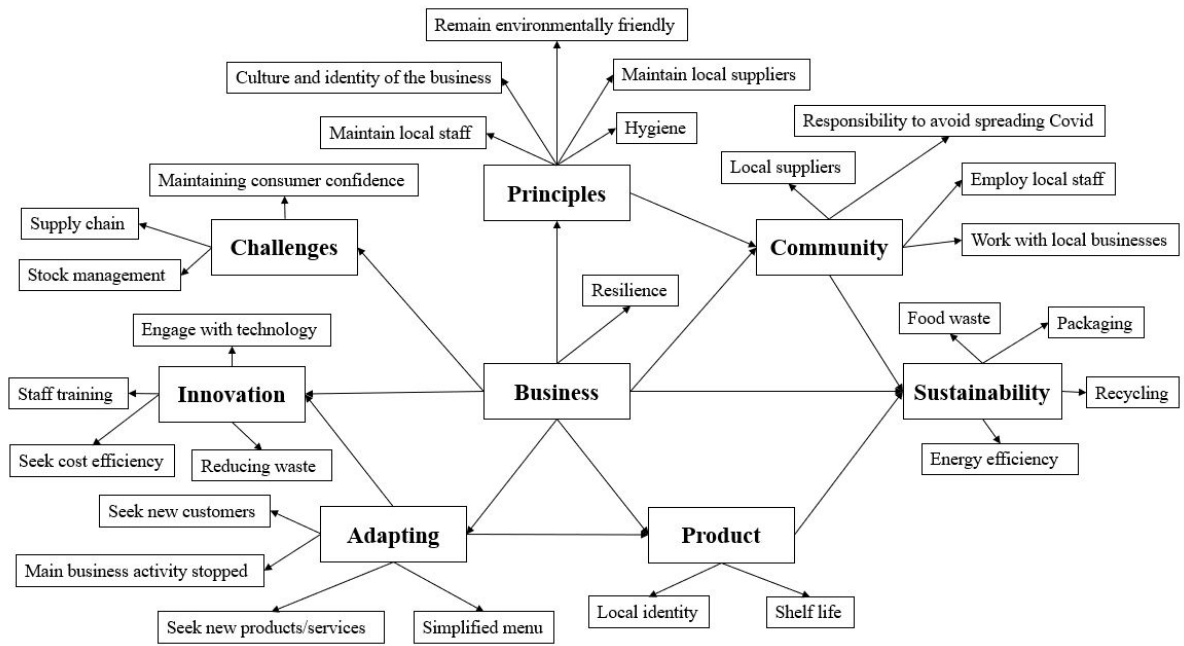 Remain environmentally friendly
Culture and identity of the business
Maintain local suppliers
Maintain local staff
Hygiene
Responsibility to avoid spreading Covid
Principles
Local suppliers
Employ local staff
Maintaining consumer confidence
Supply chain
Challenges
Community
Work with local businesses
Stock management
Resilience
Engage with technology
Food waste
Packaging
Staff training
Innovation
Business
Sustainability
Recycling
Seek cost efficiency
Reducing waste
Energy efficiency
Seek new customers
Adapting
Product
Main business activity stopped
Local identity
Shelf life
Seek new products/services
Simplified menu